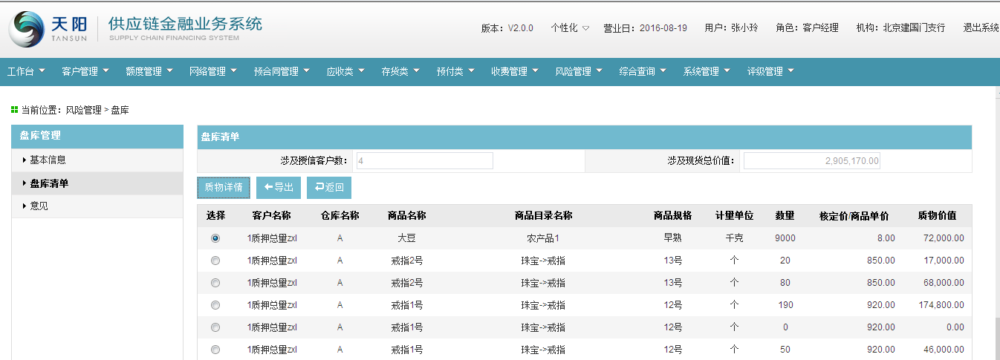 天阳 供应链金融业务系统
TANSUN SUPPLY CHAIN FINANCING SYSTEM
版本：V2.0.0 个性化 营业日：2016-08-19 用户：张小玲 角色：客户经理 机构：北京建国门支行 退出系统
工作台 客户管理 额度管理 网络管理 预合同管理 应收类 存货类 预付类 收费管理 风险管理 综合查询 系统管理 评级管理
当前位置：风险管理 > 盘库
盘库管理
基本信息
盘库清单
意见
盘库清单
涉及授信客户数： 4 涉及现货总价值： 2,905,170.00
质物详情 导出 返回
选择 客户名称 仓库名称 商品名称 商品目录名称 商品规格 计量单位 数量 核定价/商品单价 质物价值
1质押总量zxl A 大豆 农产品1 早熟 千克 9000 8.00 72,000.00
1质押总量zxl A 戒指2号 珠宝->戒指 13号 个 20 850.00 17,000.00
1质押总量zxl A 戒指2号 珠宝->戒指 13号 个 80 850.00 68,000.00
1质押总量zxl A 戒指1号 珠宝->戒指 12号 个 190 920.00 174,800.00
1质押总量zxl A 戒指1号 珠宝->戒指 12号 个 0 920.00 0.00
1质押总量zxl A 戒指1号 珠宝->戒指 12号 个 50 920.00 46,000.00